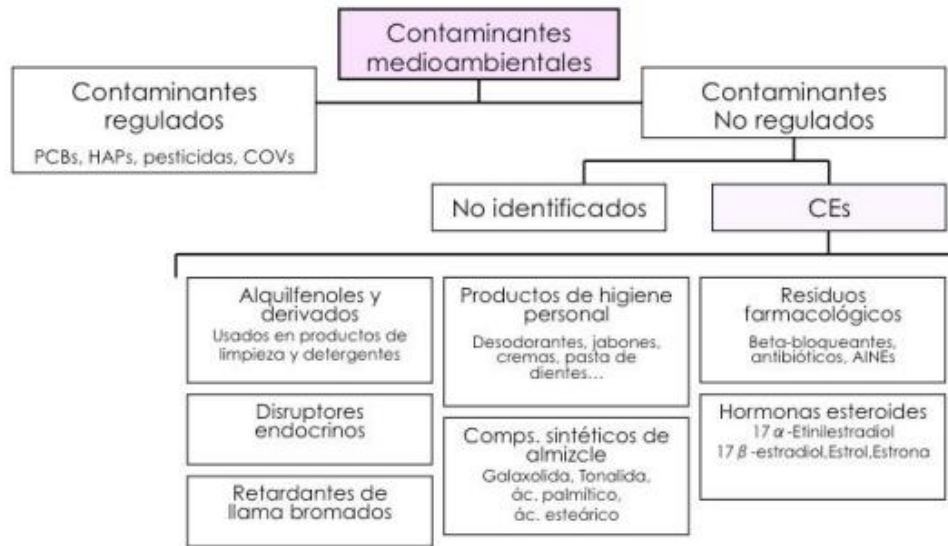 Contaminantes
medioambientales
Contaminantes
regulados
PCBs, HAPs, pesticidas, COVs
Contaminantes
No regulados
No identificados
CEs
Alquilfenoles y
derivados
Usados en productos de
limpieza y detergentes
Disruptores
endocrinos
Retardantes de
llama bromados
Productos de higiene
personal
Desodorantes, jabones,
cremas, pasta de
dientes...
Comps. sintéticos de
almizcle
Galaxolida, Tonalida,
ác. palmítico,
ác. esteárico
Residuos
farmacológicos
Beta-bloqueantes,
antibióticos, AINEs
Hormonas esteroides
17α-Etinilestradiol
17β-estradiol,Estrol,Estrona